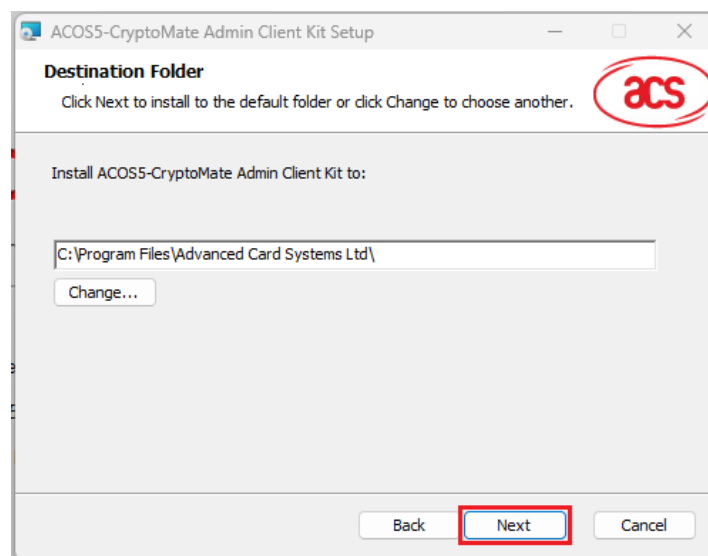 ACOS5-CryptoMate Admin Client Kit Setup
Destination Folder
Click Next to install to the default folder or click Change to choose another.
acs
Install ACOS5-CryptoMate Admin Client Kit to:
C:\Program Files\Advanced Card Systems Ltd\
Change...
Back Next Cancel